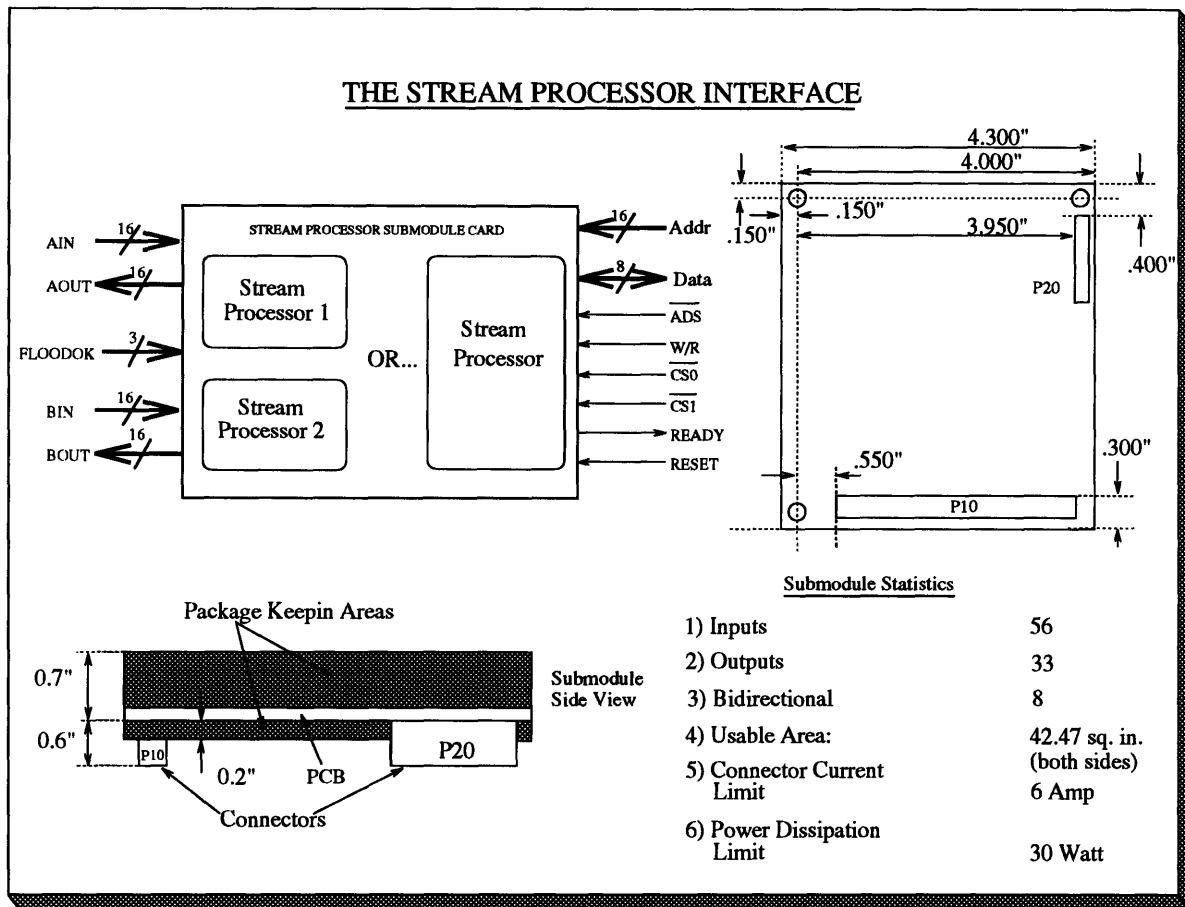 THE STREAM PROCESSOR INTERFACE
AIN
16
AOUT
16
FLOODOK
3
BIN
16
BOUT
16
STREAM PROCESSOR SUBMODULE CARD
Stream
Processor 1
Stream
Processor 2
OR...
Stream
Processor
16
Addr
8
Data
ADS
W/R
CS0
CS1
READY
RESET
4.300"
4.000"
.150"
.150"
3.950"
.400"
P20
.550"
.300"
P10
Package Keepin Areas
0.7"
0.6"
Submodule
Side View
P10
0.2"
PCB
P20
Connectors
Submodule Statistics
1) Inputs 56
2) Outputs 33
3) Bidirectional 8
4) Usable Area: 42.47 sq. in.
(both sides)
5) Connector Current
Limit 6 Amp
6) Power Dissipation
Limit 30 Watt